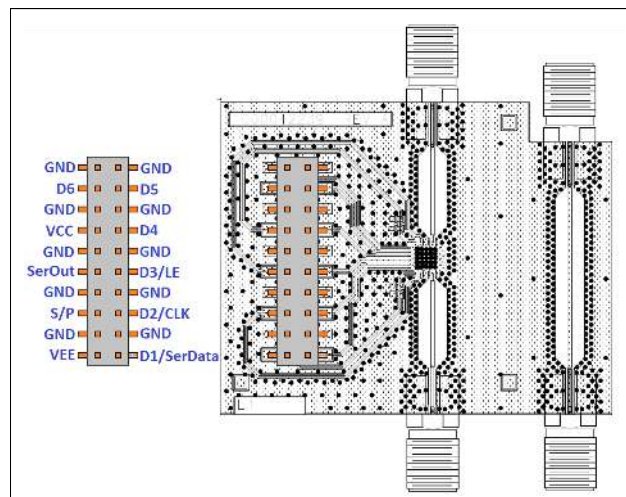 GND GND
D6 D5
GND GND
VCC D4
GND GND
SerOut D3/LE
GND GND
S/P D2/CLK
GND GND
VEE D1/SerData